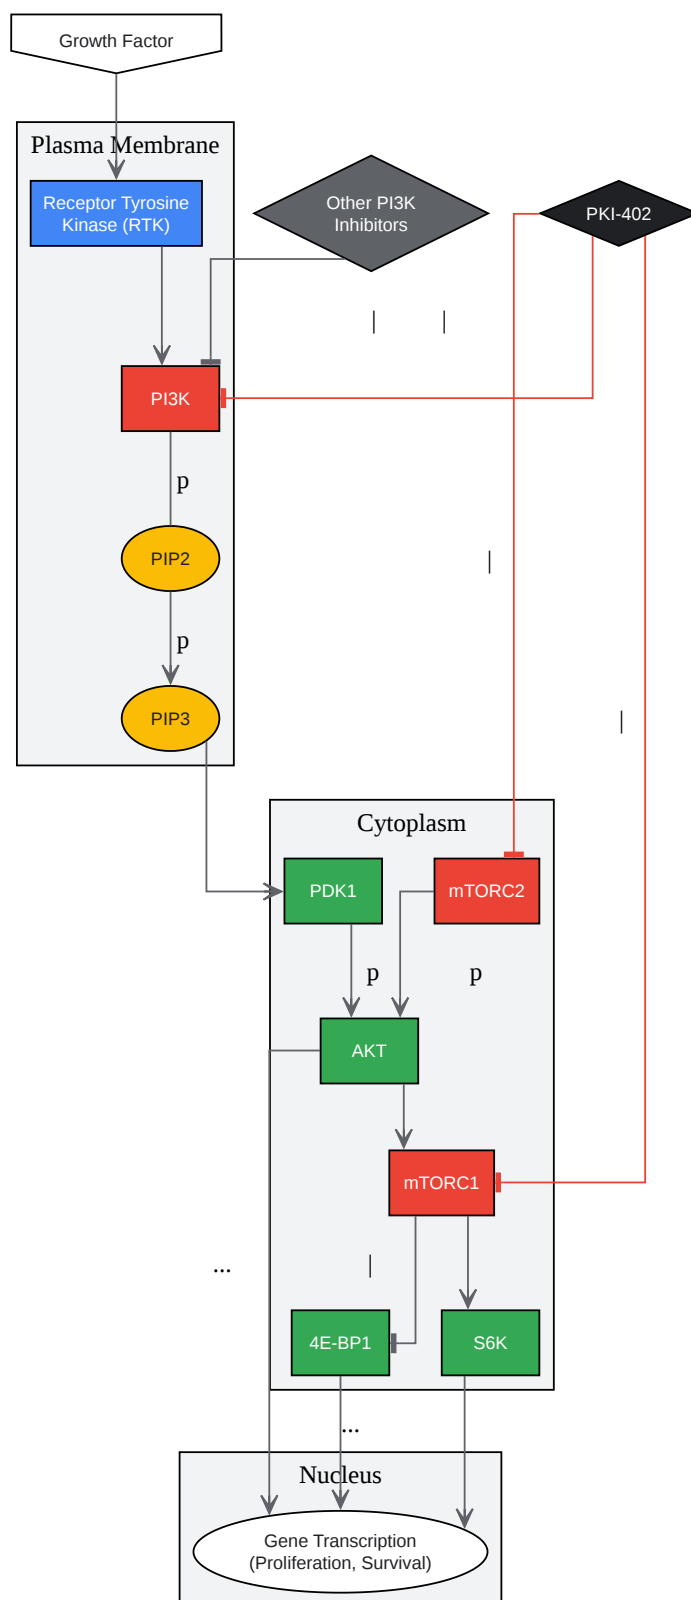 Growth Factor
Plasma Membrane
Receptor Tyrosine
Kinase (RTK)
Other PI3K
Inhibitors
PKI-402
|
|
PI3K
p
PIP2
|
p
PIP3
|
Cytoplasm
PDK1
mTORC2
p
p
AKT
mTORC1
...
|
4E-BP1
S6K
...
Nucleus
Gene Transcription
(Proliferation, Survival)